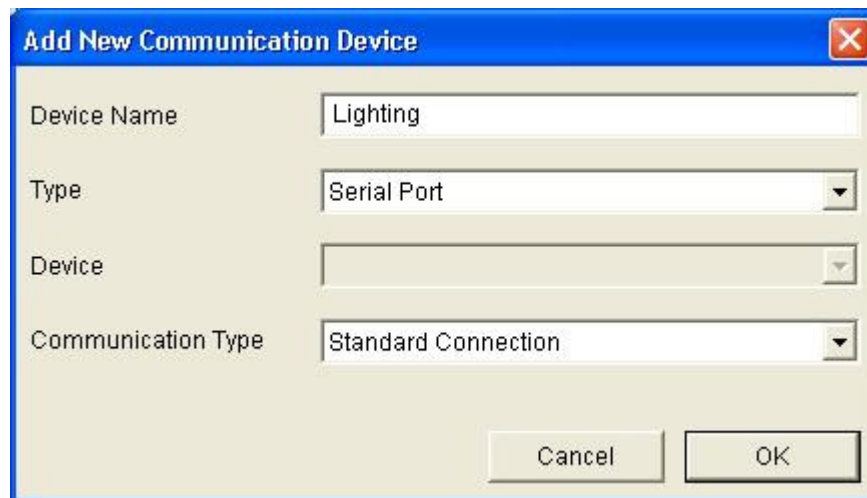 Add New Communication Device
Device Name Lighting
Type Serial Port
Device
Communication Type Standard Connection
Cancel OK